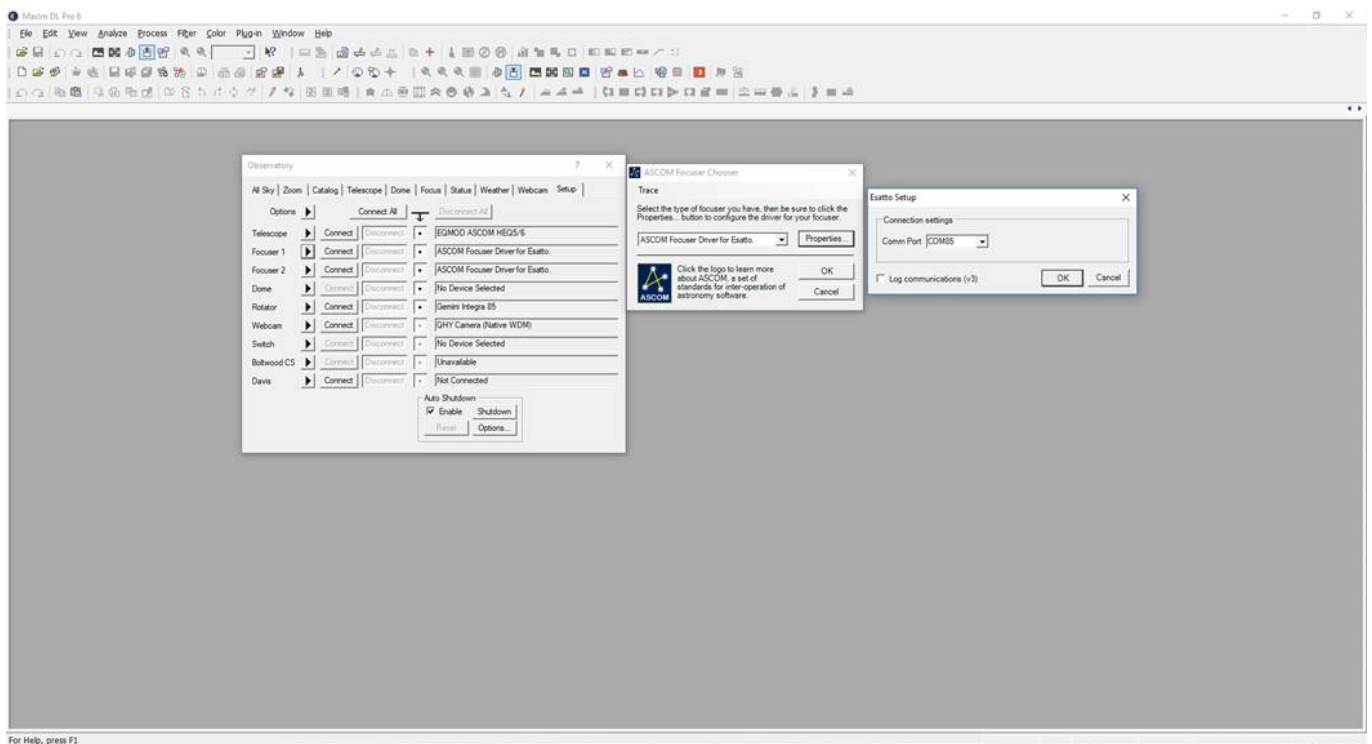 Maxim DL Pro 6
File Edit View Analyze Process Filter Color Plug-in Window Help
Observatory
All Sky Zoom Catalog Telescope Dome Focus Status Weather Webcam Setup
Options Connect All Disconnect All
Telescope Connect Disconnect EQMOD ASCOM HEQ5/6
Focuser 1 Connect Disconnect ASCOM Focuser Driver for Esatto.
Focuser 2 Connect Disconnect ASCOM Focuser Driver for Esatto.
Dome Connect Disconnect No Device Selected
Rotator Connect Disconnect Gemini Integra 85
Webcam Connect Disconnect QHY Camera (Native WDM)
Switch Connect Disconnect No Device Selected
Boltwood CS Connect Disconnect Unavailable
Davis Connect Disconnect Not Connected
Auto Shutdown
Enable Shutdown
Reset Options...
ASCOM Focuser Chooser
Trace
Select the type of focuser you have, then be sure to click the
Properties... button to configure the driver for your focuser.
ASCOM Focuser Driver for Esatto. Properties...
Click the logo to learn more
about ASCOM, a set of
standards for inter-operation of
astronomy software.
ASCOM
OK
Cancel
Esatto Setup
Connection settings
Comm Port COM85
Log communications (v3) OK Cancel
For Help, press F1